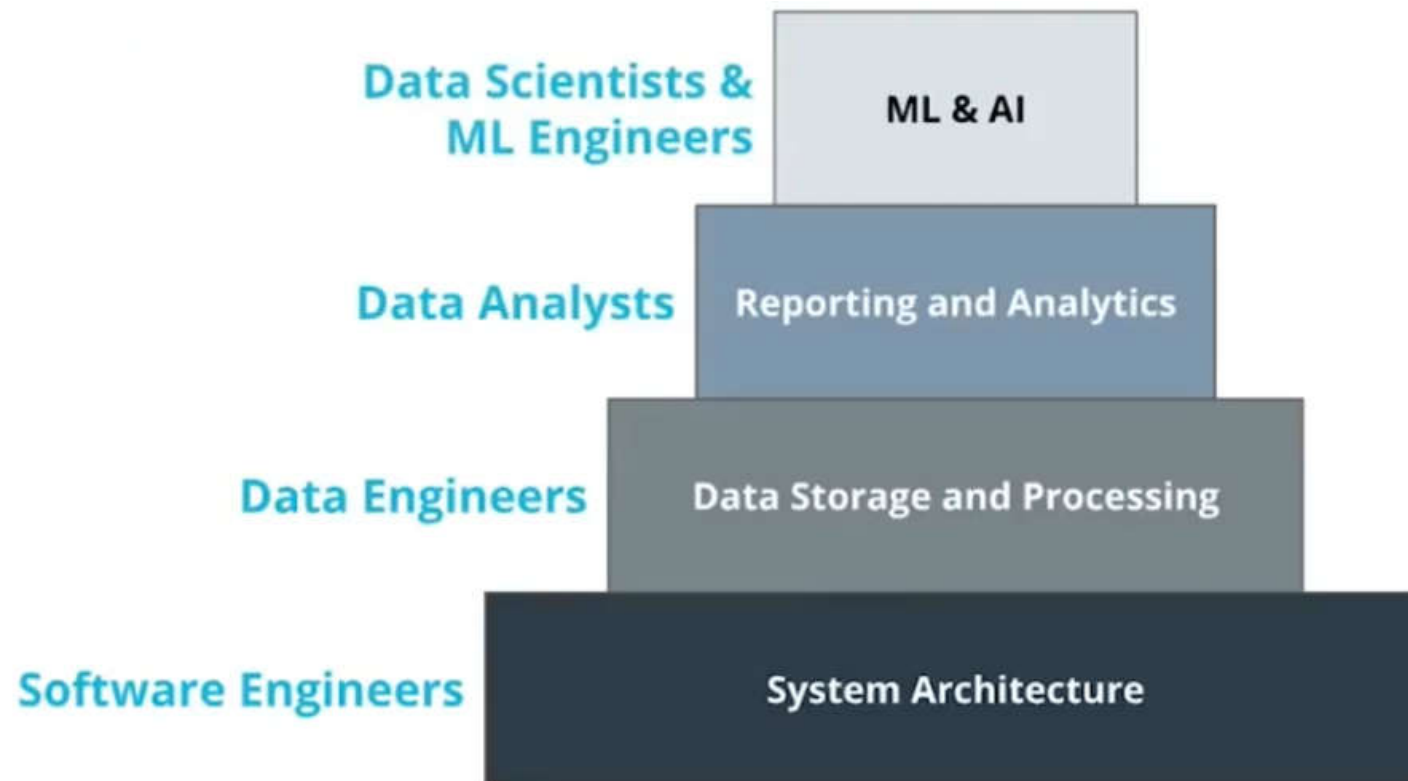 Data Scientists &
ML Engineers
ML & AI
Data Analysts
Reporting and Analytics
Data Engineers
Data Storage and Processing
Software Engineers
System Architecture